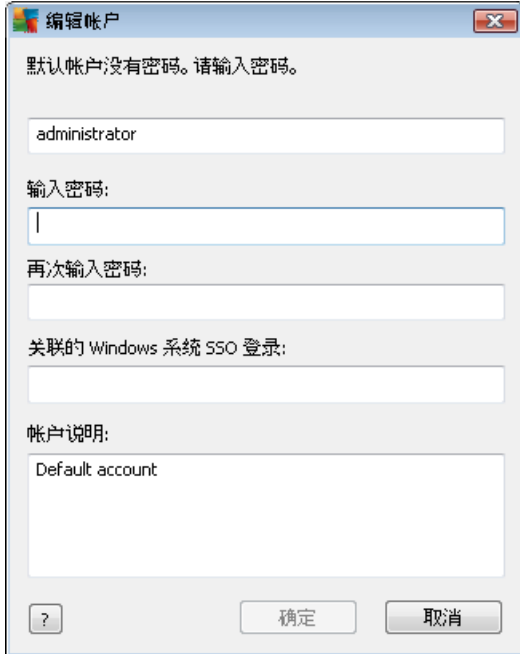 编辑帐户
默认帐户没有密码。请输入密码。
administrator
输入密码:
再次输入密码:
关联的 Windows 系统 SSO 登录:
帐户说明:
Default account
?
确定
取消